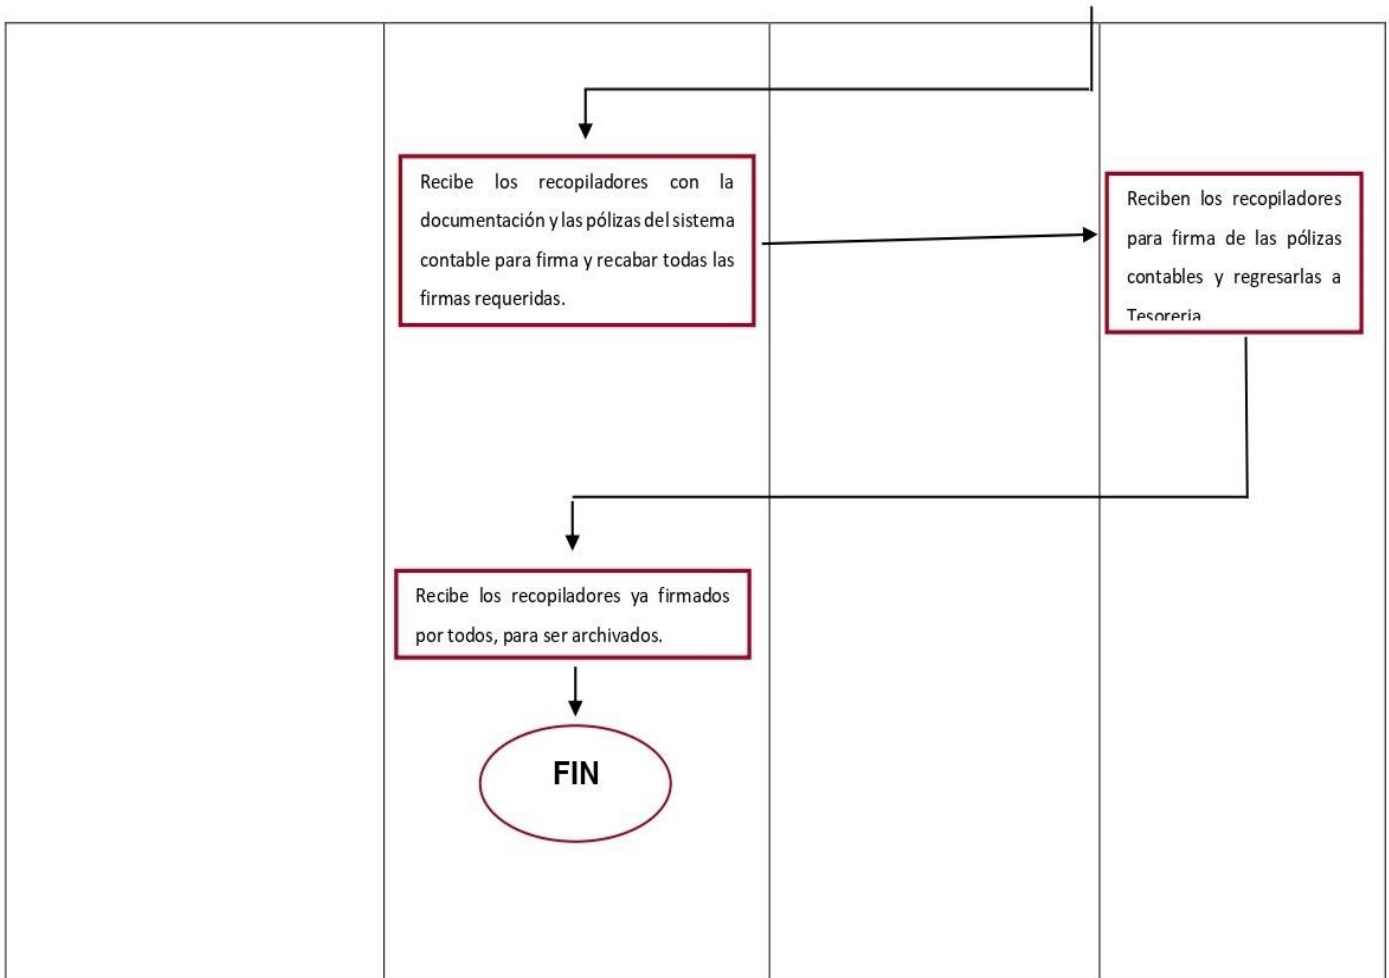 Recibe los recopiladores con la
documentación y las pólizas del sistema
contable para firma y recabar todas las
firmas requeridas.
Reciben los recopiladores
para firma de las pólizas
contables y regresarlas a
Tesoreria
Recibe los recopiladores ya firmados
por todos, para ser archivados.
FIN